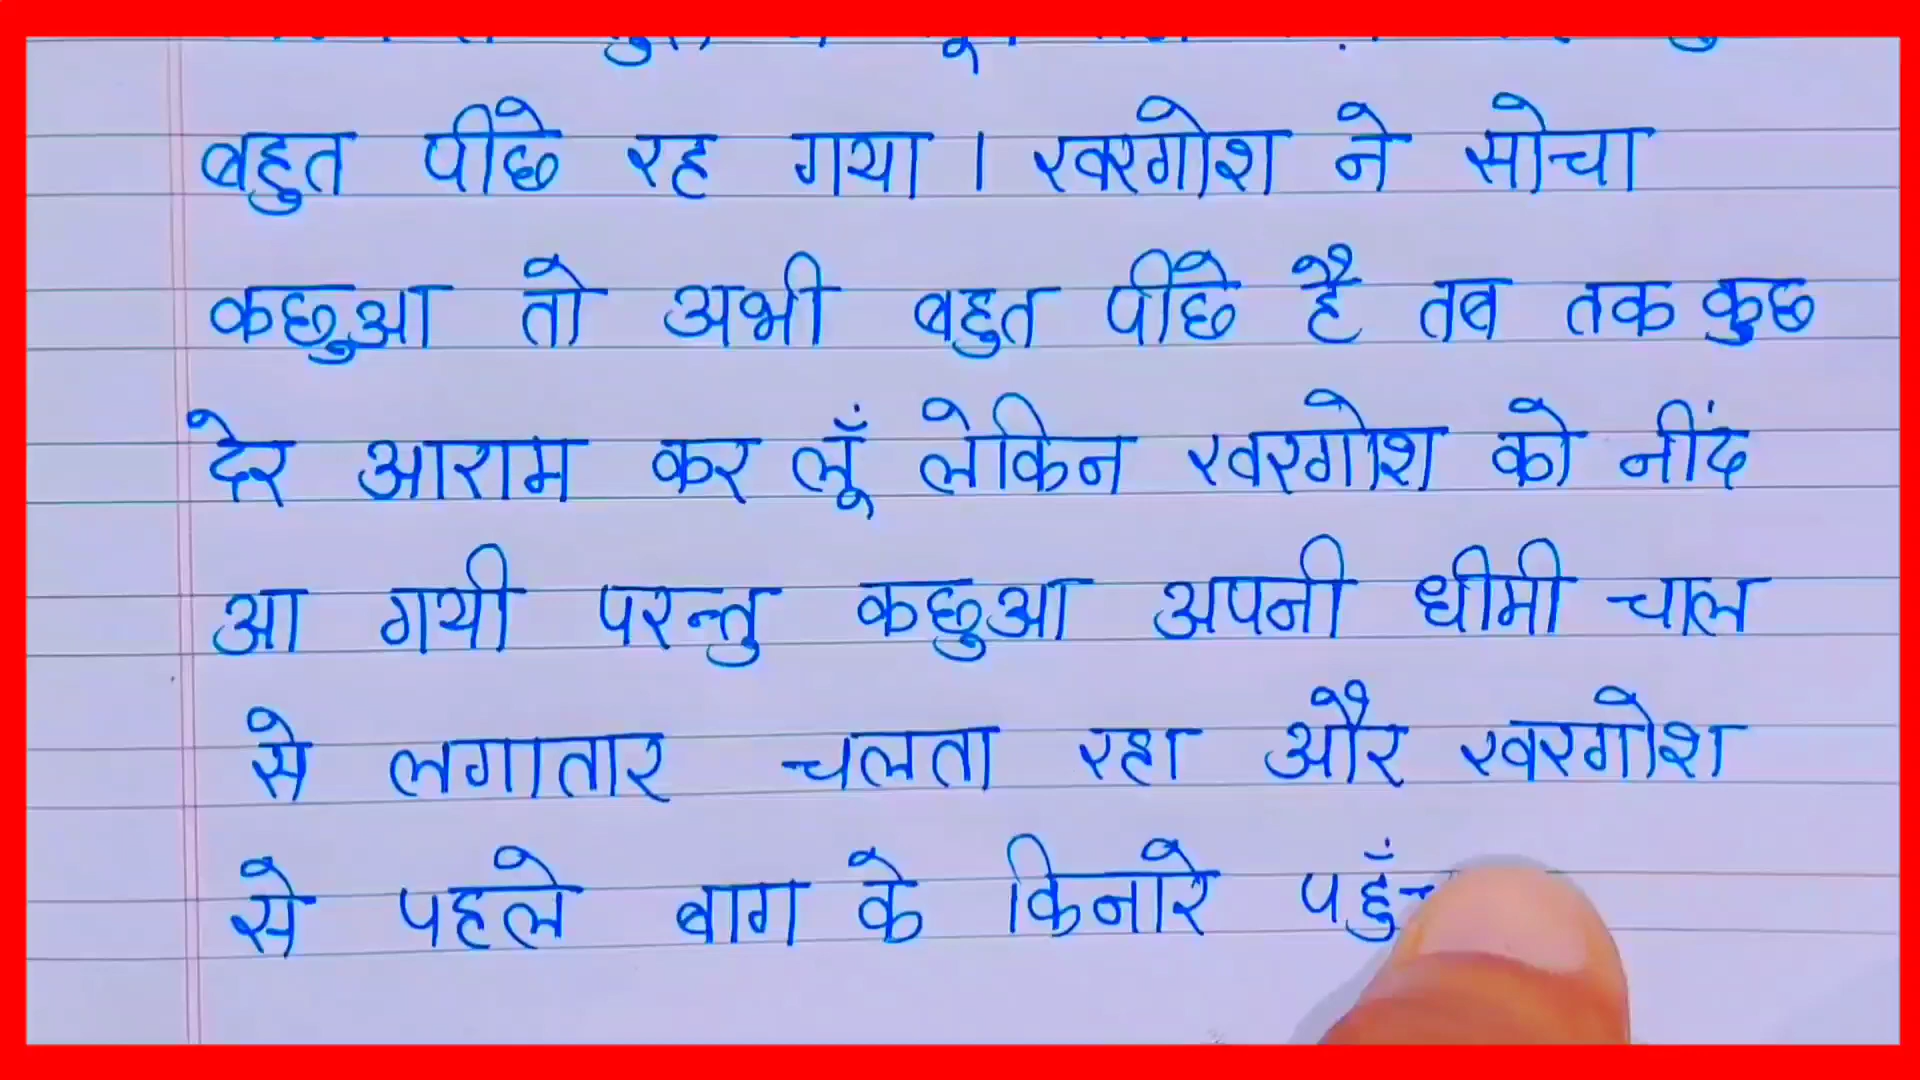 बहुत पीछे रह गया । खरगोश ने सोचा
कछुआ तो अभी बहुत पीछे है तब तक कुछ
देर आराम कर लूँ लेकिन खरगोश को नींद
आ गयी परन्तु कछुआ अपनी धीमी चाल
से लगातार चलता रहा और खरगोश
से पहले बाग के किनारे